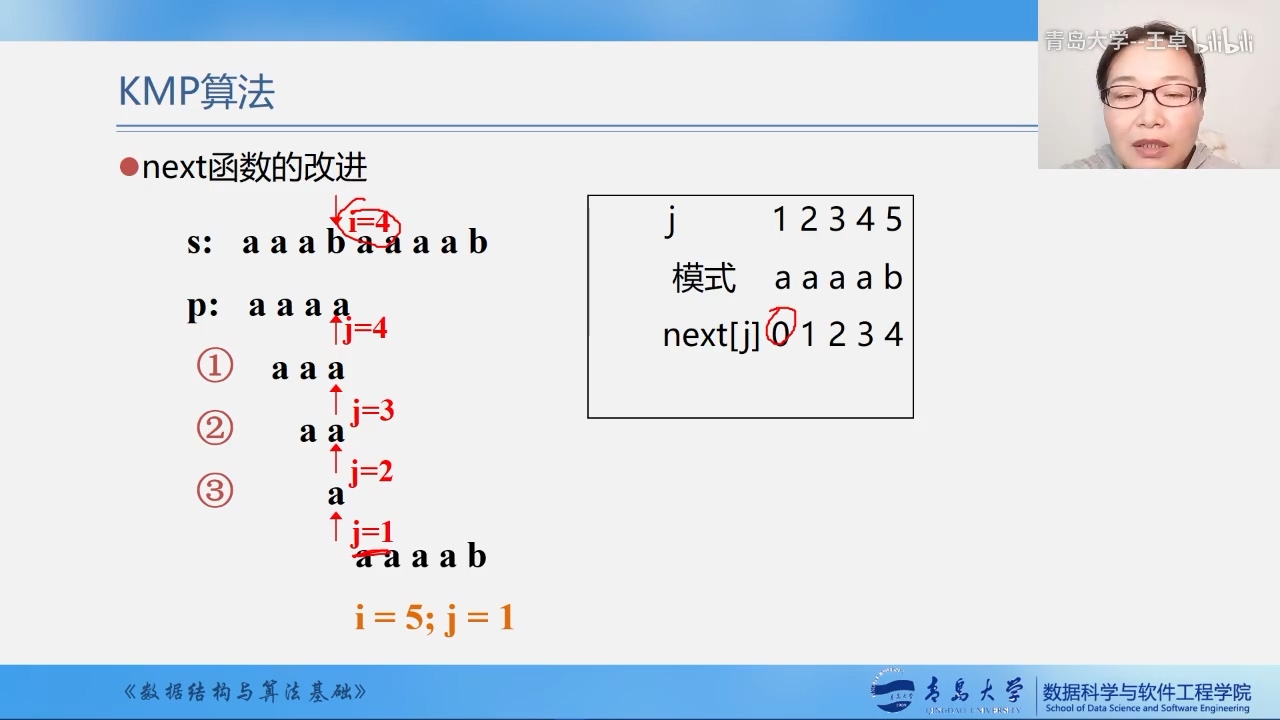 青岛大学--王卓 bilibili
KMP算法
next函数的改进
i=4
s: a a a b a a a a b
p: a a a a
j=4
① a a a
j=3
② a a
j=2
③ a
j=1
a a a a b
i = 5; j = 1
j 1 2 3 4 5
模式 a a a a b
next[j] 0 1 2 3 4
《数据结构与算法基础》
青岛大学
QINGDAO UNIVERSITY
数据科学与软件工程学院
School of Data Science and Software Engineering